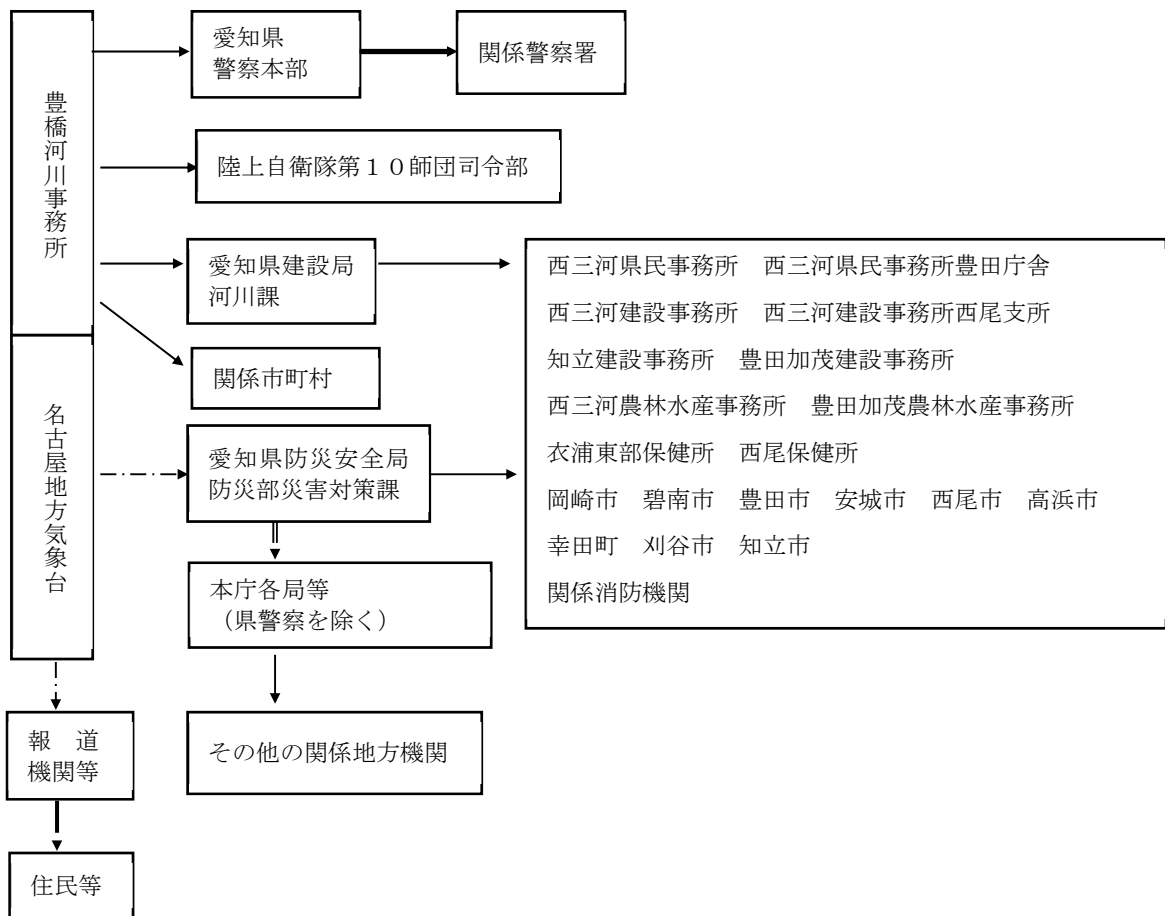 豊橋河川事務所
愛知県
警察本部
関係警察署
陸上自衛隊第１０師団司令部
愛知県建設局
河川課
関係市町村
西三河県民事務所　西三河県民事務所豊田庁舎
西三河建設事務所　西三河建設事務所西尾支所
知立建設事務所　豊田加茂建設事務所
西三河農林水産事務所　豊田加茂農林水産事務所
衣浦東部保健所　西尾保健所
岡崎市　碧南市　豊田市　安城市　西尾市　高浜市
幸田町　刈谷市　知立市
関係消防機関
名古屋地方気象台
愛知県防災安全局
防災部災害対策課
本庁各局等
（県警察を除く）
その他の関係地方機関
報　道
機関等
住民等